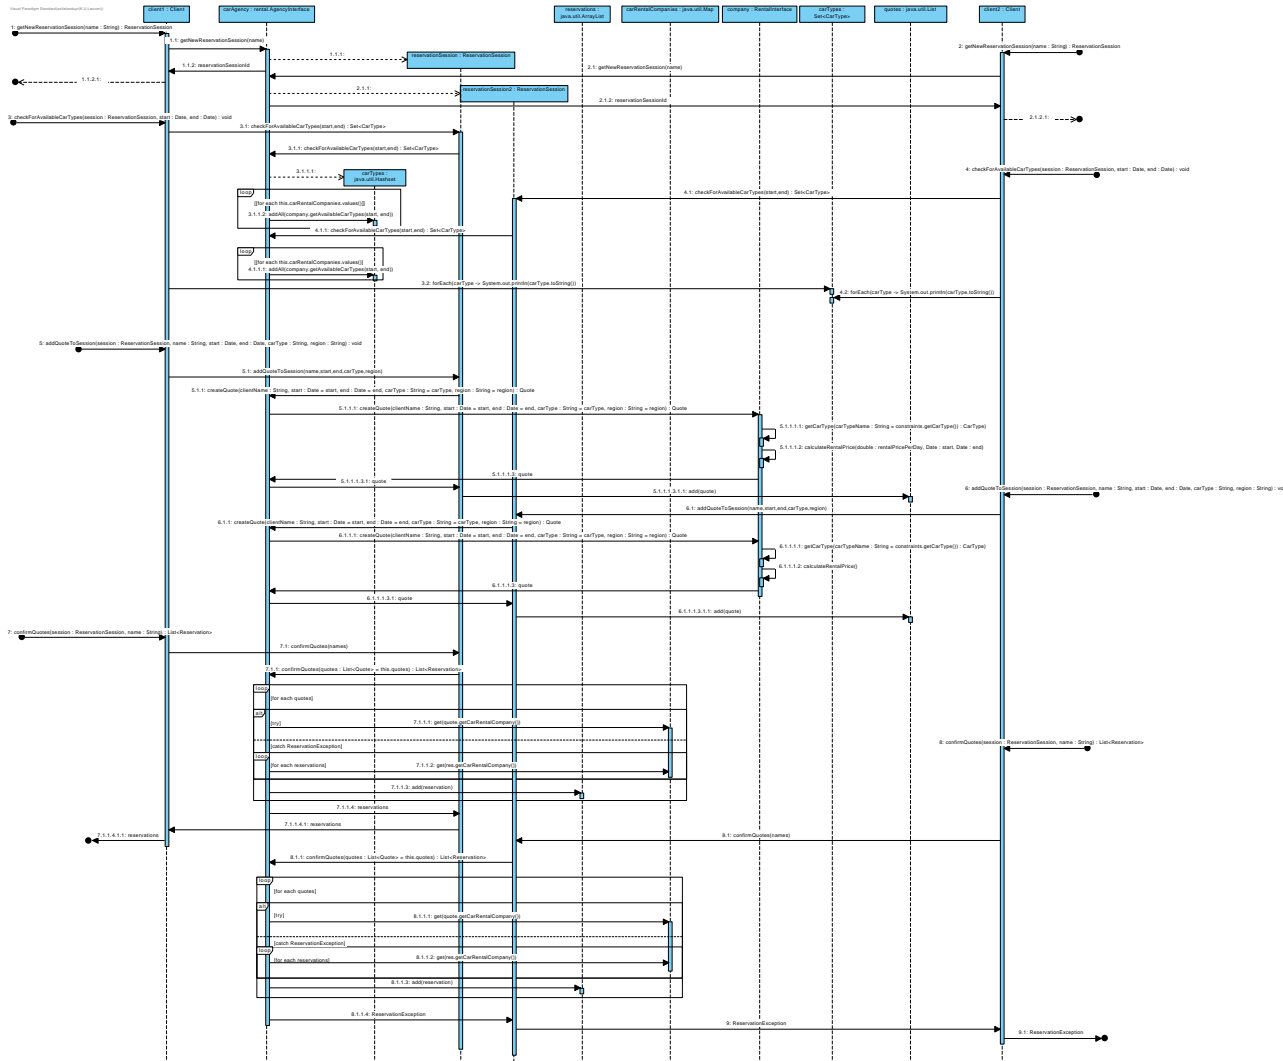 Visual Paradigm Standard(
client1 : Client
carAgency : rental.AgencyInterface
reservations :
java.util.ArrayList
carRentalCompanies : java.util.Map
company : RentalInterface
carTypes :
Set<CarType>
quotes : java.util.List
client2 : Client
1: getNewReservationSession(name : String) : ReservationSession
1.1: getNewReservationSession(name)
2: getNewReservationSession(name : String) : ReservationSession
1.1.1:
reservationSession : ReservationSession
1.1.2: reservationSessionId
2.1: getNewReservationSession(name)
1.1.2.1:
2.1.1:
reservationSession2 : ReservationSession
2.1.2: reservationSessionId
3: checkForAvailableCarTypes(session : ReservationSession, start : Date, end : Date) : void
2.1.2.1:
3.1: checkForAvailableCarTypes(start,end) : Set<CarType>
3.1.1: checkForAvailableCarTypes(start,end) : Set<CarType>
3.1.1.1:
carTypes :
java.util.Hashset
4: checkForAvailableCarTypes(session : ReservationSession, start : Date, end : Date) : void
loop
4.1: checkForAvailableCarTypes(start,end) : Set<CarType>
[[for each this.carRentalCompanies.values()]]
3.1.1.2: addAll(company.getAvailableCarTypes(start, end))
4.1.1: checkForAvailableCarTypes(start,end) : Set<CarType>
loop
[[for each this.carRentalCompanies.values()]]
4.1.1.1: addAll(company.getAvailableCarTypes(start, end))
3.2: forEach(carType -> System.out.println(carType.toString())
4.2: forEach(carType -> System.out.println(carType.toString())
5: addQuoteToSession(session : ReservationSession, name : String, start : Date, end : Date, carType : String, region : String) : void
5.1: addQuoteToSession(name,start,end,carType,region)
5.1.1: createQuote(clientName : String, start : Date = start, end : Date = end, carType : String = carType, region : String = region) : Quote
5.1.1.1: createQuote(clientName : String, start : Date = start, end : Date = end, carType : String = carType, region : String = region) : Quote
5.1.1.1.1: getCarType(carTypeName : String = constraints.getCarType()) : CarType)
5.1.1.1.2: calculateRentalPrice(double : rentalPricePerDay, Date : start, Date : end)
5.1.1.1.3: quote
5.1.1.1.3.1: quote
5.1.1.1.3.1.1: add(quote)
6: addQuoteToSession(session : ReservationSession, name : String, start : Date, end : Date, carType : String, region : String) : vo
6.1: addQuoteToSession(name,start,end,carType,region)
6.1.1: createQuote(clientName : String, start : Date = start, end : Date = end, carType : String = carType, region : String = region) : Quote
6.1.1.1: createQuote(clientName : String, start : Date = start, end : Date = end, carType : String = carType, region : String = region) : Quote
6.1.1.1.1: getCarType(carTypeName : String = constraints.getCarType()) : CarType)
6.1.1.1.2: calculateRentalPrice()
6.1.1.1.3: quote
6.1.1.1.3.1: quote
6.1.1.1.3.1.1: add(quote)
7: confirmQuotes(session : ReservationSession, name : String) : List<Reservation>
7.1: confirmQuotes(names)
7.1.1: confirmQuotes(quotes : List<Quote> = this.quotes) : List<Reservation>
loop
[for each quotes]
alt
[try]
7.1.1.1: get(quote.getCarRentalCompany())
[catch ReservationException]
8: confirmQuotes(session : ReservationSession, name : String) : List<Reservation>
loop
[for each reservations]
7.1.1.2: get(res.getCarRentalCompany())
7.1.1.3: add(reservation)
7.1.1.4: reservations
7.1.1.4.1: reservations
7.1.1.4.1.1: reservations
8.1: confirmQuotes(names)
8.1.1: confirmQuotes(quotes : List<Quote> = this.quotes) : List<Reservation>
loop
[for each quotes]
alt
[try]
8.1.1.1: get(quote.getCarRentalCompany())
[catch ReservationException]
loop
[for each reservations]
8.1.1.2: get(res.getCarRentalCompany())
8.1.1.3: add(reservation)
8.1.1.4: ReservationException
9: ReservationException
9.1: ReservationException